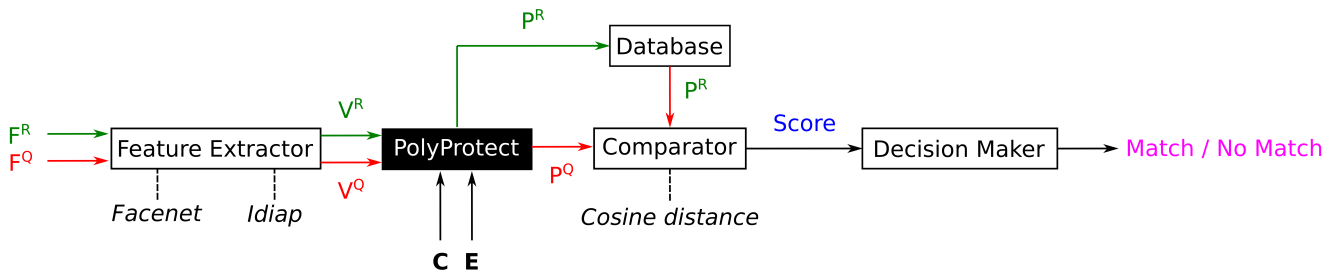 P^R
Database
P^R
V^R
F^R
F^Q
Feature Extractor
PolyProtect
Comparator
Score
Decision Maker
Match / No Match
V^Q
P^Q
Facenet
Idiap
Cosine distance
C
E